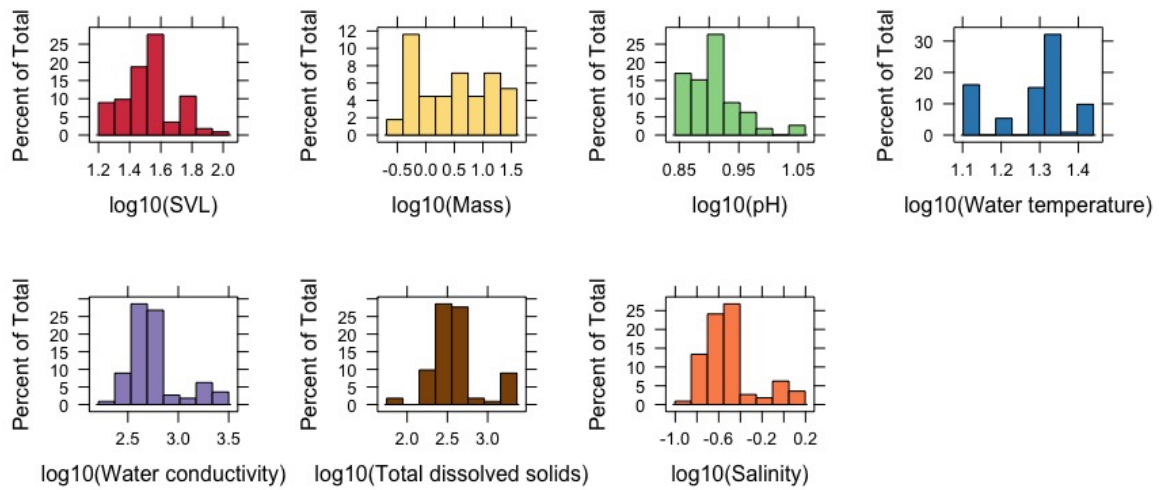 Percent of Total
25
20
15
10
5
0
1.2 1.4 1.6 1.8 2.0
log10(SVL)
Percent of Total
12
10
8
6
4
2
0
-0.5 0.0 0.5 1.0 1.5
log10(Mass)
Percent of Total
25
20
15
10
5
0
0.85 0.95 1.05
log10(pH)
Percent of Total
30
20
10
0
1.1 1.2 1.3 1.4
log10(Water temperature)
Percent of Total
25
20
15
10
5
0
2.5 3.0 3.5
log10(Water conductivity)
Percent of Total
25
20
15
10
5
0
2.0 2.5 3.0
log10(Total dissolved solids)
Percent of Total
25
20
15
10
5
0
-1.0 -0.6 -0.2 0.2
log10(Salinity)